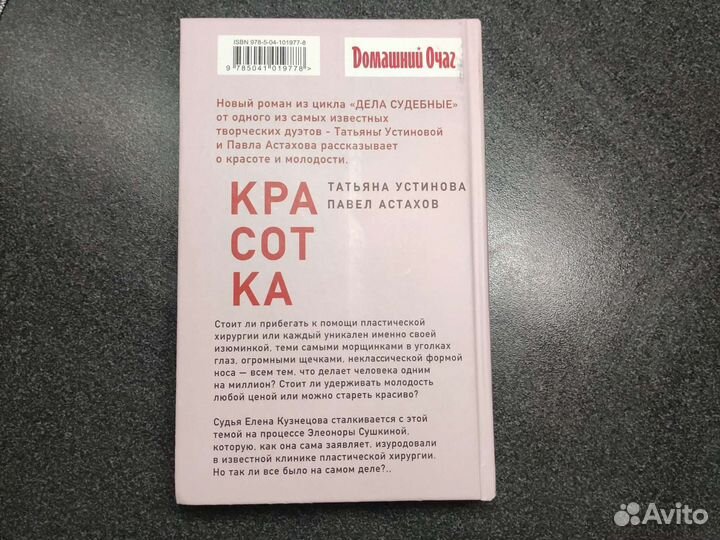 ISBN 978-5-04-101977-8
9 785041 019778 >
Домашний Очаг
Новый роман из цикла «ДЕЛА СУДЕБНЫЕ»
от одного из самых известных
творческих дуэтов - Татьяны Устиновой
и Павла Астахова рассказывает
о красоте и молодости.
ТАТЬЯНА УСТИНОВА
ПАВЕЛ АСТАХОВ
КРА
СОТ
КА
Стоит ли прибегать к помощи пластической
хирургии или каждый уникален именно своей
изюминкой, теми самыми морщинками в уголках
глаз, огромными щечками, неклассической формой
носа — всем тем, что делает человека одним
на миллион? Стоит ли удерживать молодость
любой ценой или можно стареть красиво?
Судья Елена Кузнецова сталкивается с этой
темой на процессе Элеоноры Сушкиной,
которую, как она сама заявляет, изуродовали
в известной клинике пластической хирургии.
Но так ли все было на самом деле?..
Avito